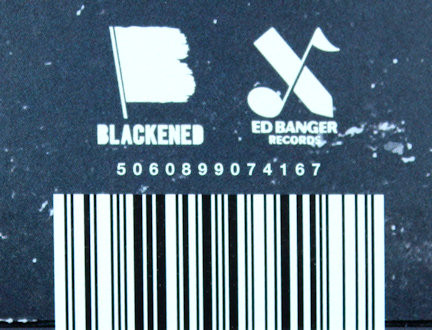 BLACKENED
ED BANGER
RECORDS
5060899074167